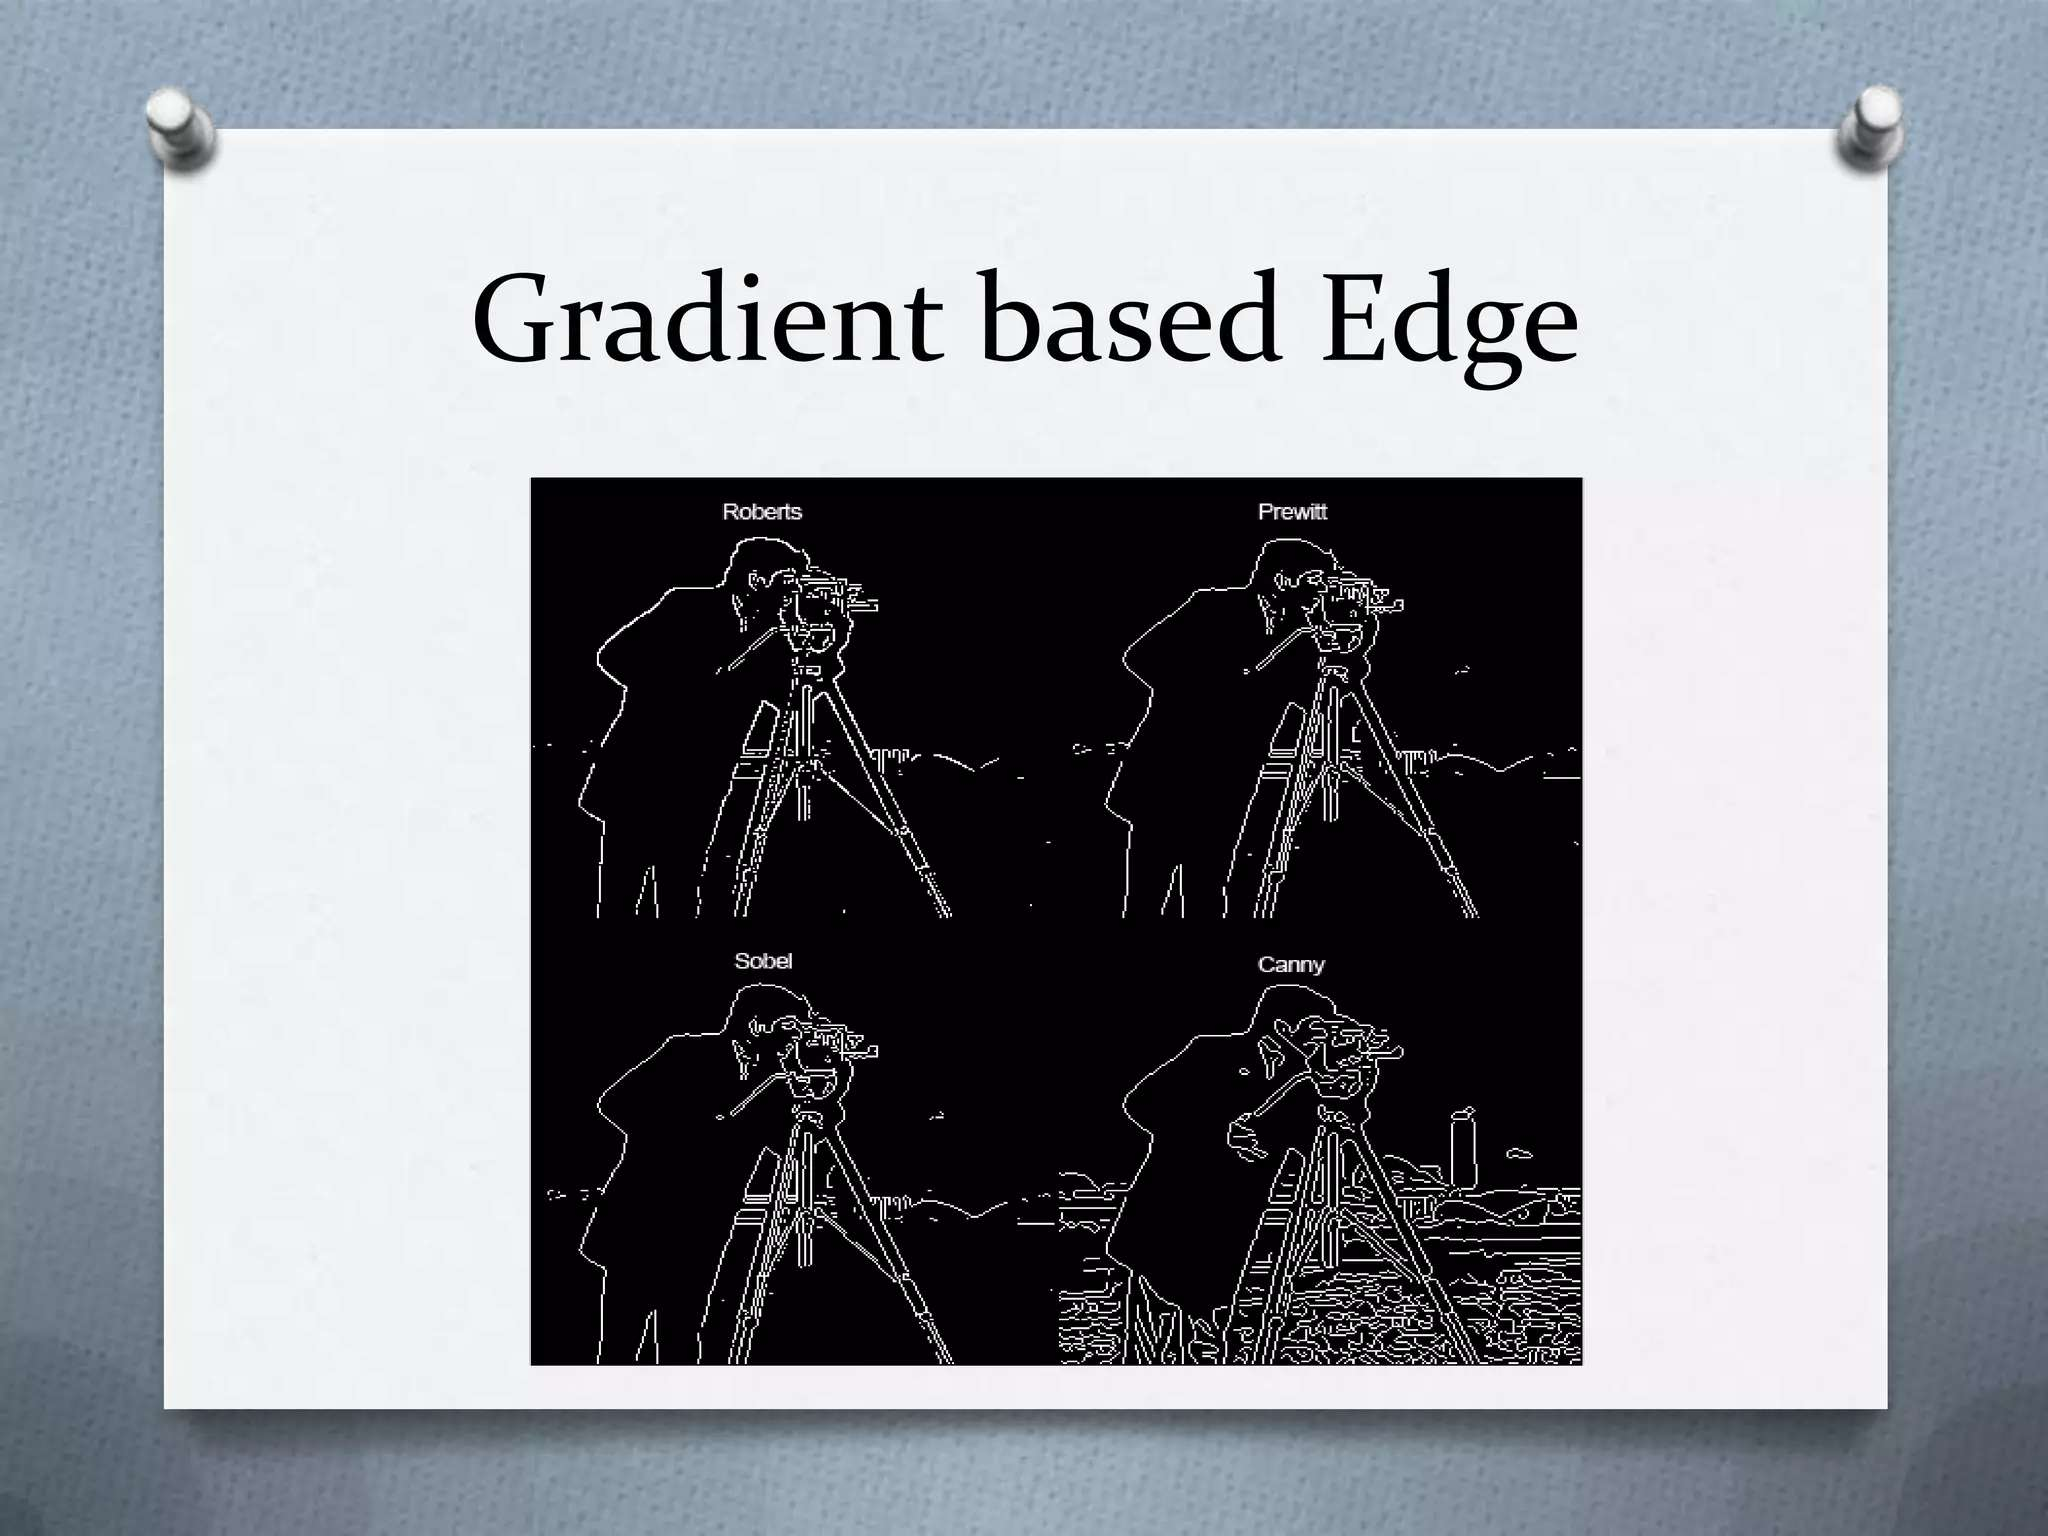 Gradient based Edge
Roberts
Prewitt
Sobel
Canny